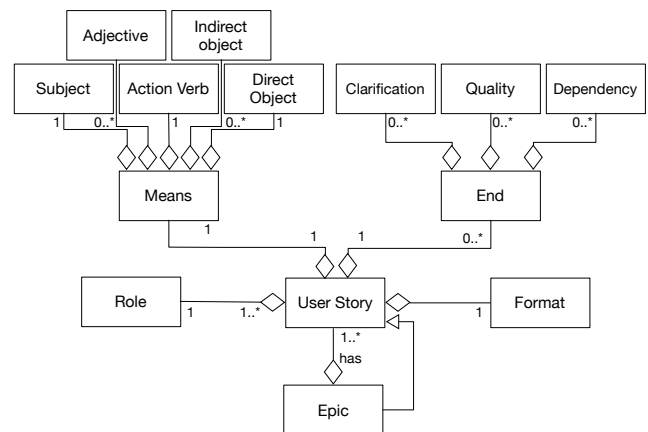 Adjective
Indirect
object
Subject
Action Verb
Direct
Object
Clarification
Quality
Dependency
1
0..*
1
0..*
1
0..*
0..*
0..*
Means
End
1
1
1
0..*
Role
User Story
Format
1
1..*
1
1..*
has
Epic